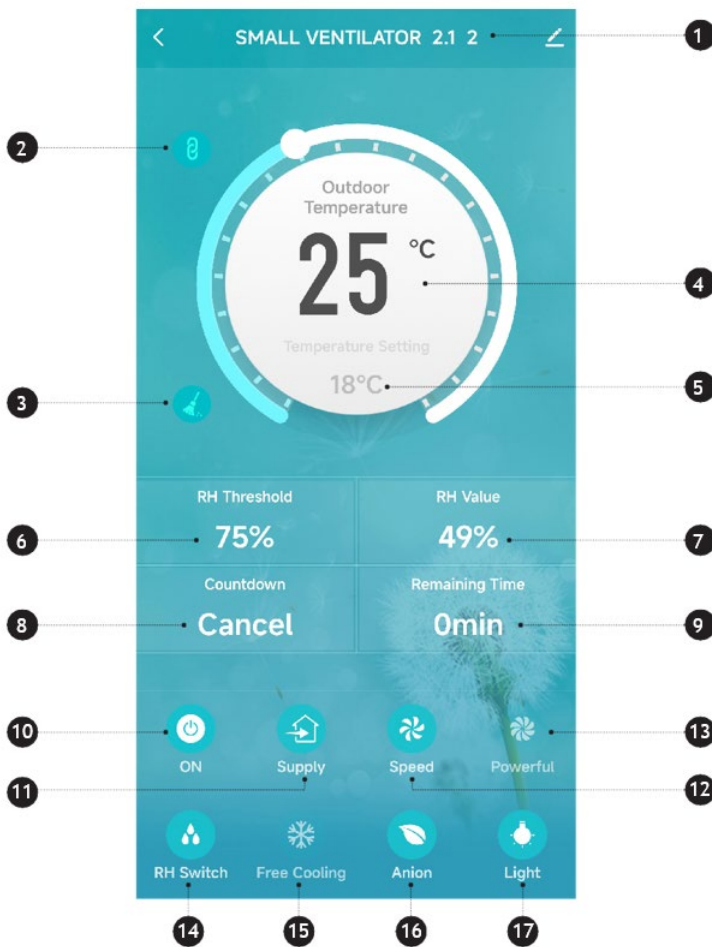 SMALL VENTILATOR 2.1 2
1
2
Outdoor
Temperature
25 °C
4
Temperature Setting
18°C
5
3
RH Threshold
RH Value
6
75%
49%
7
Countdown
Remaining Time
8
Cancel
0min
9
10
13
ON
Supply
Speed
Powerful
11
12
RH Switch
Free Cooling
Anion
Light
14
15
16
17